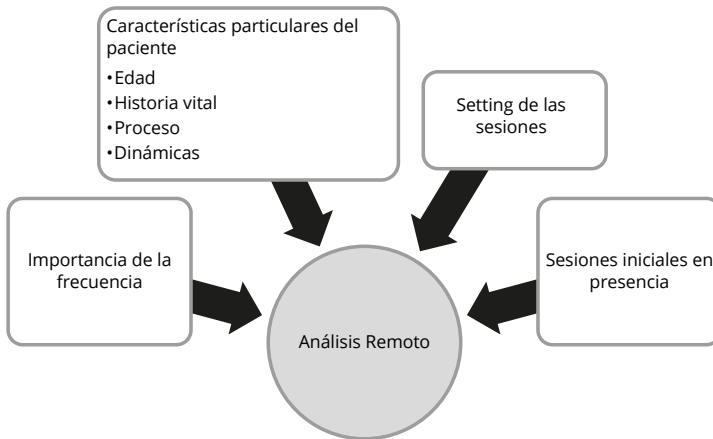 Características particulares del
paciente
•Edad
•Historia vital
•Proceso
•Dinámicas
Setting de las
sesiones
Importancia de la
frecuencia
Sesiones iniciales en
presencia
Análisis Remoto